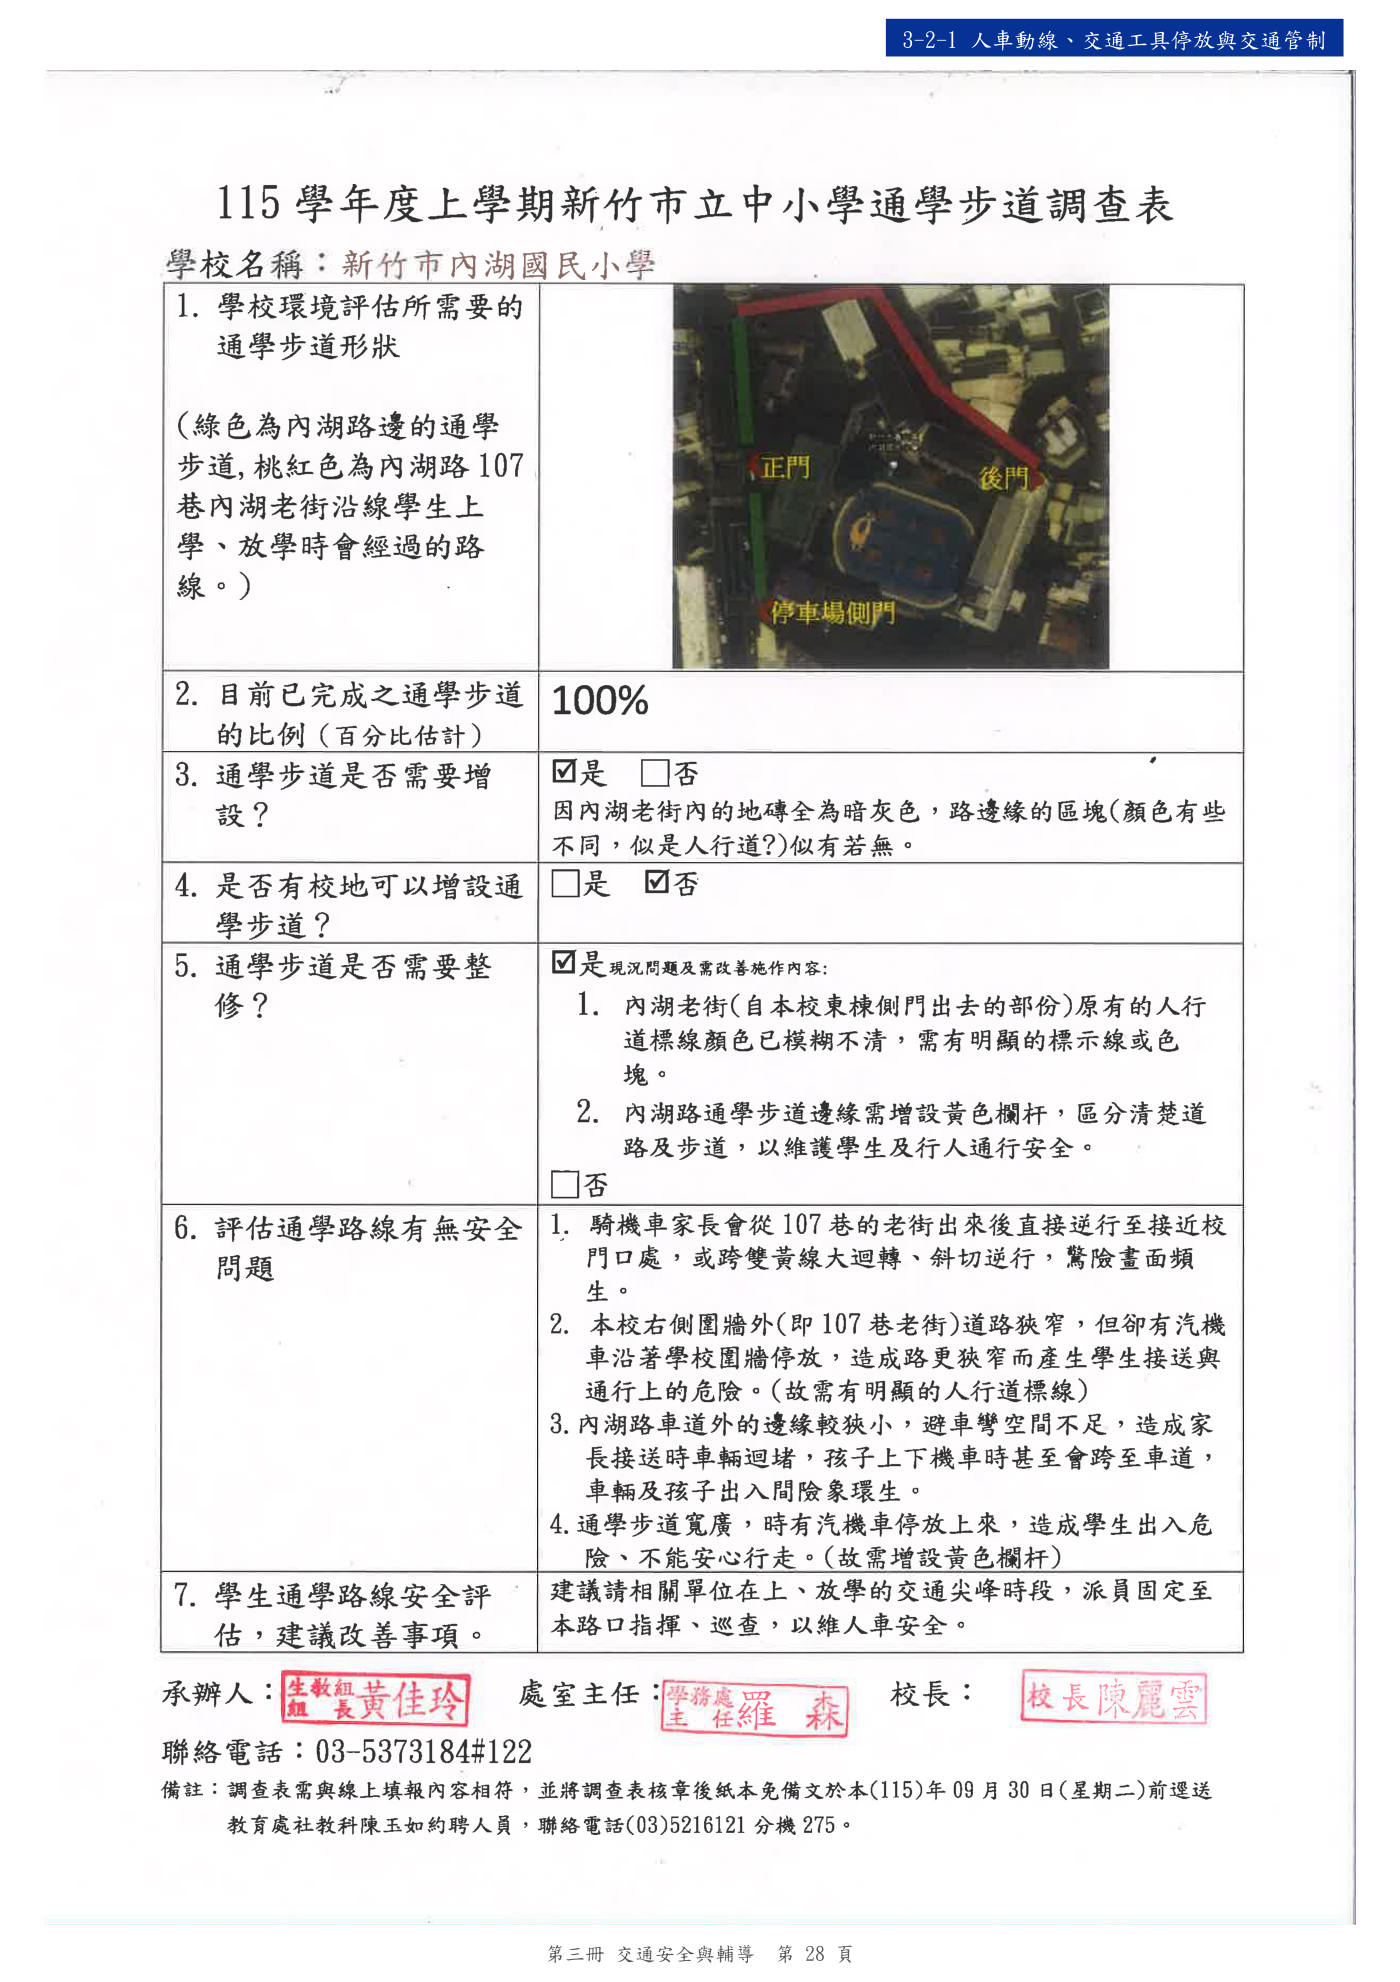 3-2-1 人車動線、交通工具停放與交通管制
115 學年度上學期新竹市立中小學通學步道調查表
學校名稱：新竹市內湖國民小學
1. 學校環境評估所需要的
通學步道形狀
(綠色為內湖路邊的通學
步道,桃紅色為內湖路 107
巷內湖老街沿線學生上
學、放學時會經過的路
線。)
正門
後門
停車場側門
2. 目前已完成之通學步道
的比例（百分比估計）
100%
3. 通學步道是否需要增
設？
☑是 □否
因內湖老街內的地磚全為暗灰色，路邊緣的區塊(顏色有些
不同，似是人行道?)似有若無。
4. 是否有校地可以增設通
學步道？
□是 ☑否
5. 通學步道是否需要整
修？
☑是現況問題及需改善施作內容:
1. 內湖老街(自本校東棟側門出去的部份)原有的人行
道標線顏色已模糊不清，需有明顯的標示線或色
塊。
2. 內湖路通學步道邊緣需增設黃色欄杆，區分清楚道
路及步道，以維護學生及行人通行安全。
□否
6. 評估通學路線有無安全
問題
1. 騎機車家長會從 107 巷的老街出來後直接逆行至接近校
門口處，或跨雙黃線大迴轉、斜切逆行，驚險畫面頻
生。
2. 本校右側圍牆外(即 107 巷老街)道路狹窄，但卻有汽機
車沿著學校圍牆停放，造成路更狹窄而產生學生接送與
通行上的危險。(故需有明顯的人行道標線)
3.內湖路車道外的邊緣較狹小，避車彎空間不足，造成家
長接送時車輛迴堵，孩子上下機車時甚至會跨至車道，
車輛及孩子出入間險象環生。
4.通學步道寬廣，時有汽機車停放上來，造成學生出入危
險、不能安心行走。(故需增設黃色欄杆)
7. 學生通學路線安全評
估，建議改善事項。
建議請相關單位在上、放學的交通尖峰時段，派員固定至
本路口指揮、巡查，以維人車安全。
承辦人：生教組組長黃佳玲 處室主任：學務處主任羅森 校長：校長陳麗雲
聯絡電話：03-5373184#122
備註：調查表需與線上填報內容相符，並將調查表核章後紙本免備文於本(115)年 09 月 30 日(星期二)前逕送
教育處社教科陳玉如約聘人員，聯絡電話(03)5216121 分機 275。
第三冊 交通安全與輔導 第 28 頁